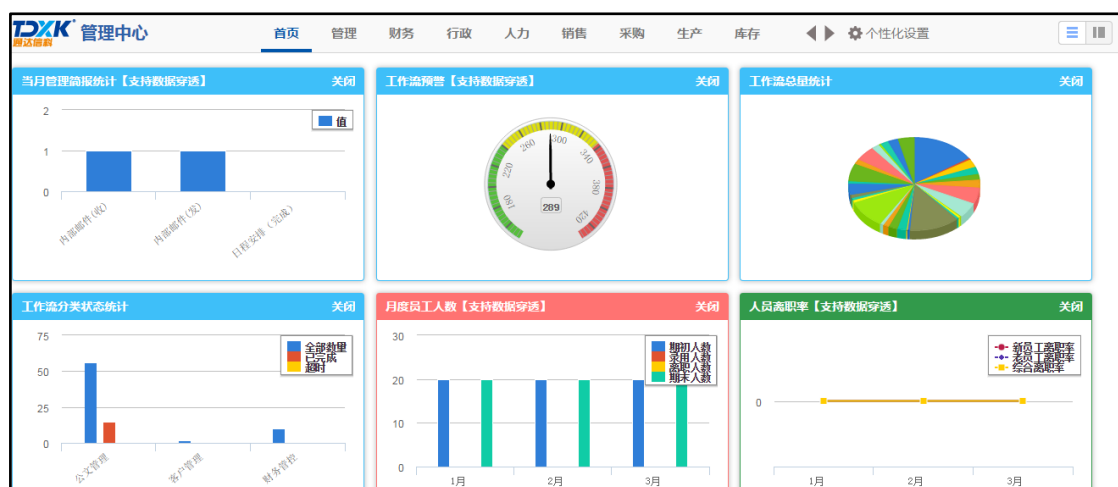 TDXK 通达信科 管理中心 首页 管理 财务 行政 人力 销售 采购 生产 库存 个性化设置
当月管理简报统计【支持数据穿透】 关闭
工作流预警【支持数据穿透】 关闭
工作流总量统计 关闭
2
1
0
值
内部邮件(收)
内部邮件(发)
日程安排（完成）
180
220
260
300
340
380
420
289
工作流分类状态统计 关闭
月度员工人数【支持数据穿透】 关闭
人员离职率【支持数据穿透】 关闭
75
50
25
0
全部数量
已完成
超时
公文管理
客户管理
财务管控
30
20
10
0
期初人数
录用人数
离职人数
期末人数
1月
2月
3月
新员工离职率
老员工离职率
综合离职率
0
1月
2月
3月